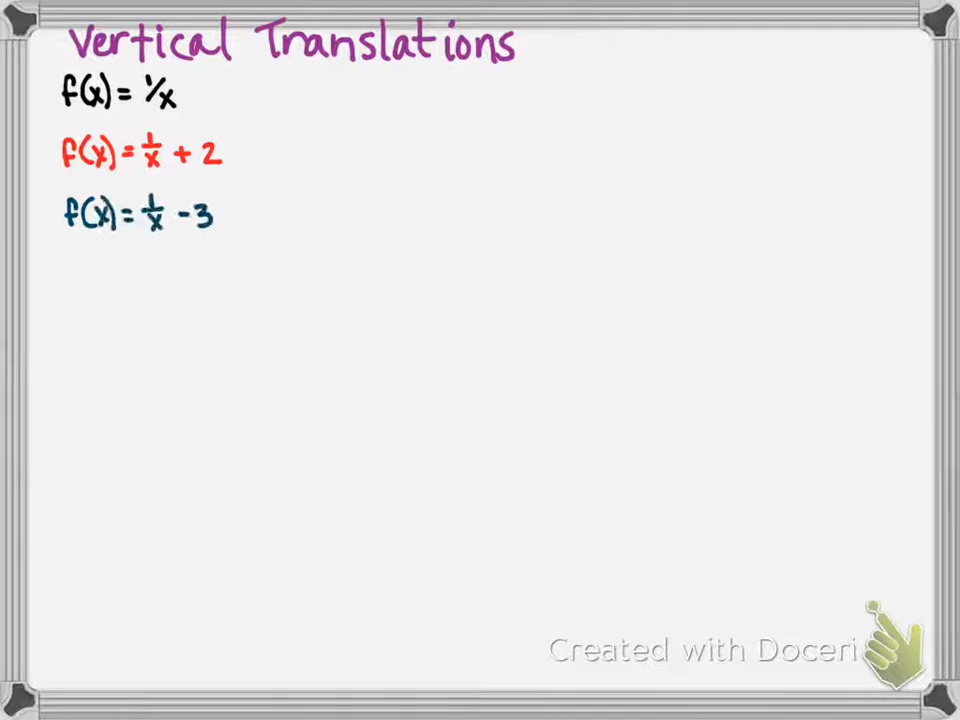 Vertical Translations
f(x) = 1/x
f(x) = 1/x + 2
f(x) = 1/x - 3
Created with Doceri